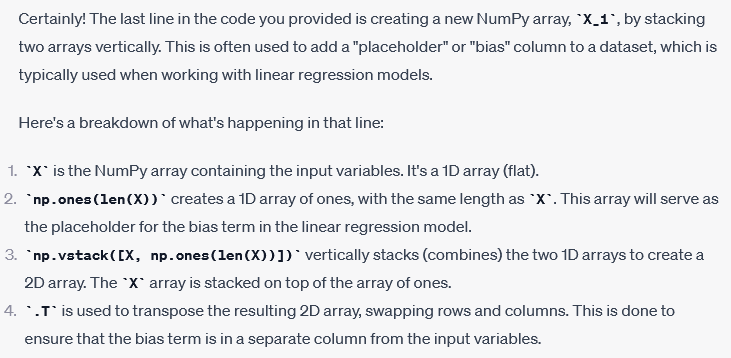 Certainly! The last line in the code you provided is creating a new NumPy array, `X_1`, by stacking
two arrays vertically. This is often used to add a "placeholder" or "bias" column to a dataset, which is
typically used when working with linear regression models.
Here's a breakdown of what's happening in that line:
1. `X` is the NumPy array containing the input variables. It's a 1D array (flat).
2. `np.ones(len(X))` creates a 1D array of ones, with the same length as `X`. This array will serve as
the placeholder for the bias term in the linear regression model.
3. `np.vstack([X, np.ones(len(X))])` vertically stacks (combines) the two 1D arrays to create a
2D array. The `X` array is stacked on top of the array of ones.
4. `.T` is used to transpose the resulting 2D array, swapping rows and columns. This is done to
ensure that the bias term is in a separate column from the input variables.